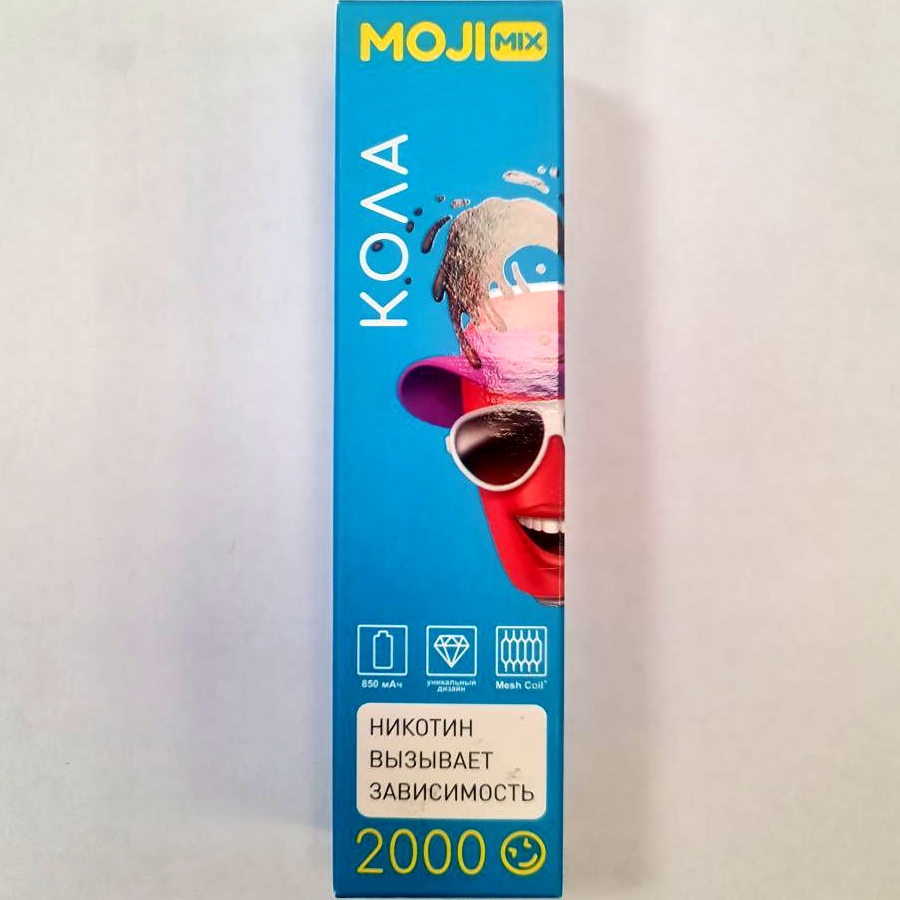 MOJI MIX
КОЛА
850 мАч
уникальный
дизайн
Mesh Coil
НИКОТИН
ВЫЗЫВАЕТ
ЗАВИСИМОСТЬ
2000